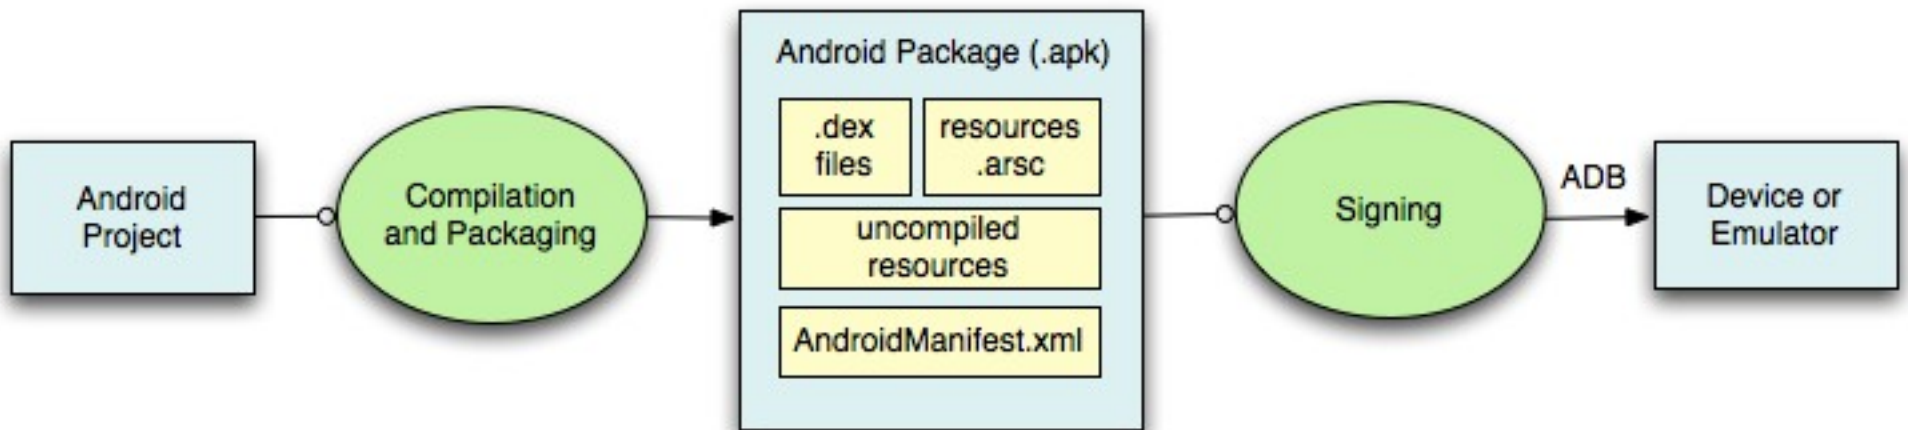 Android
Project
Compilation
and Packaging
Android Package (.apk)
.dex
files
resources
.arsc
uncompiled
resources
AndroidManifest.xml
Signing
ADB
Device or
Emulator